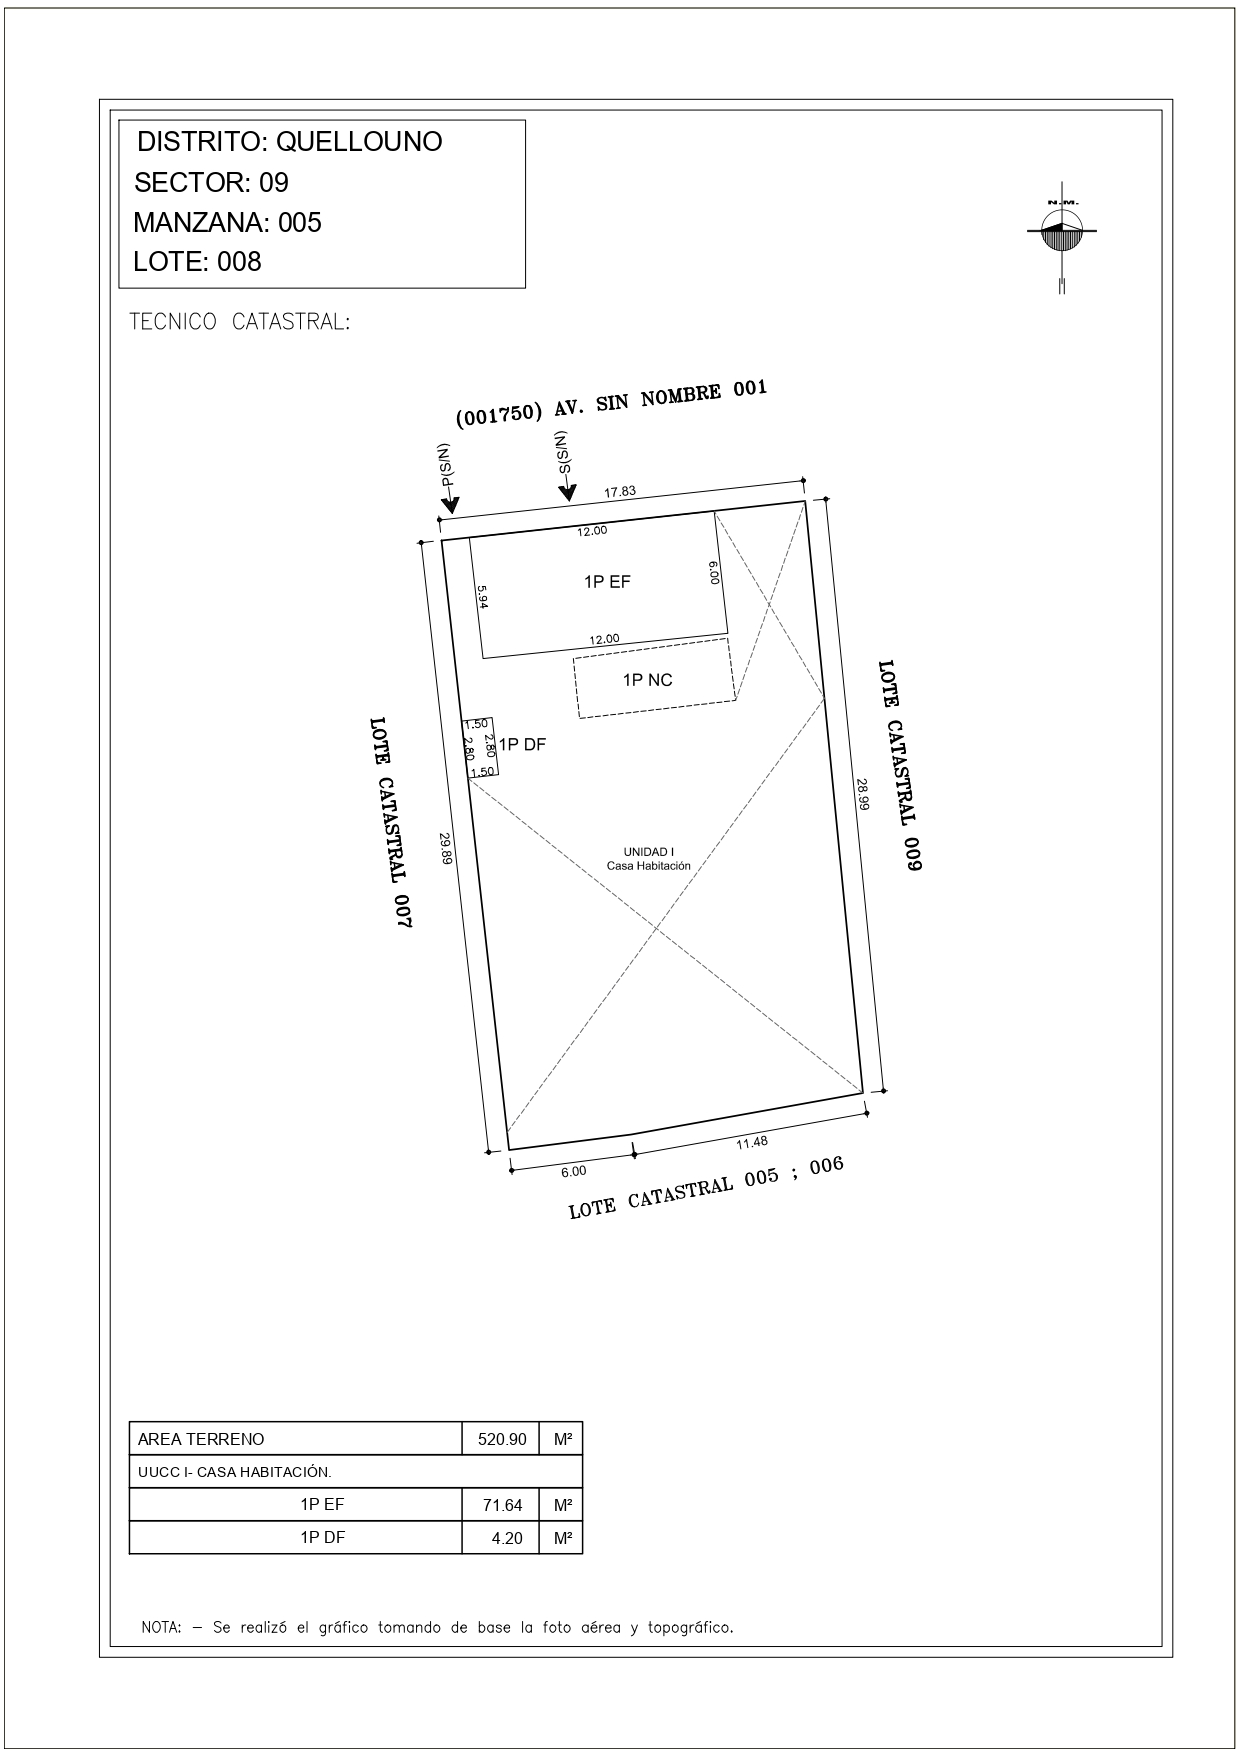 DISTRITO: QUELLOUNO
SECTOR: 09
MANZANA: 005
LOTE: 008
N.M.
TECNICO CATASTRAL:
(001750) AV. SIN NOMBRE 001
P(S/N)
S(S/N)
17.83
12.00
1P EF
5.94
6.00
12.00
1P NC
1.50
2.80
2.80
1P DF
1.50
LOTE CATASTRAL 007
29.89
UNIDAD I
Casa Habitación
28.99
LOTE CATASTRAL 009
6.00
11.48
LOTE CATASTRAL 005 ; 006
AREA TERRENO 520.90 M²
UUCC I- CASA HABITACIÓN.
1P EF 71.64 M²
1P DF 4.20 M²
NOTA: - Se realizó el gráfico tomando de base la foto aérea y topográfico.